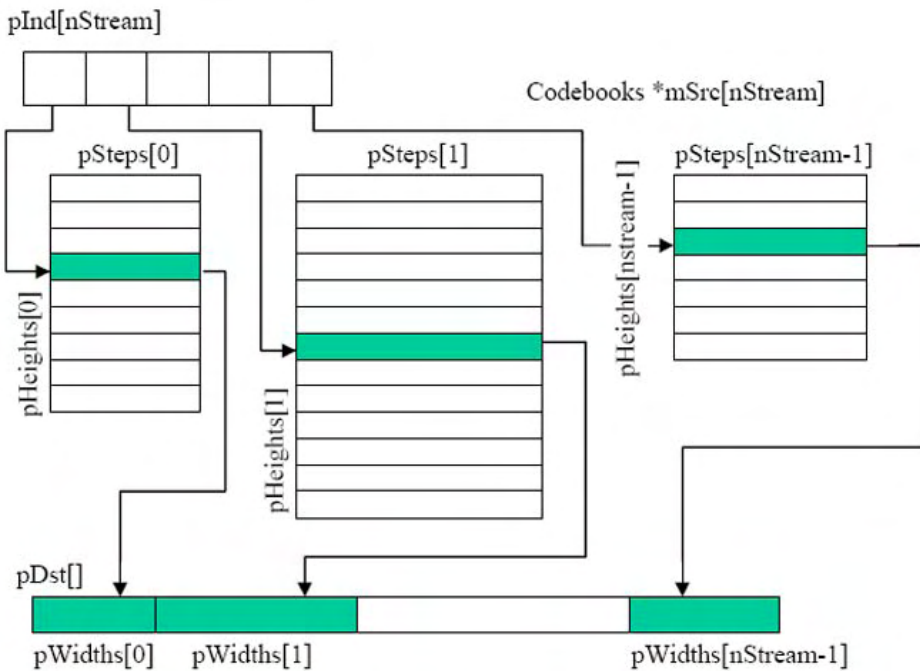 pInd[nStream]
Codebooks *mSrc[nStream]
pSteps[0]
pSteps[1]
pSteps[nStream-1]
pHeights[0]
pHeights[1]
pHeights[nstream-1]
pDst[]
pWidths[0]
pWidths[1]
pWidths[nStream-1]